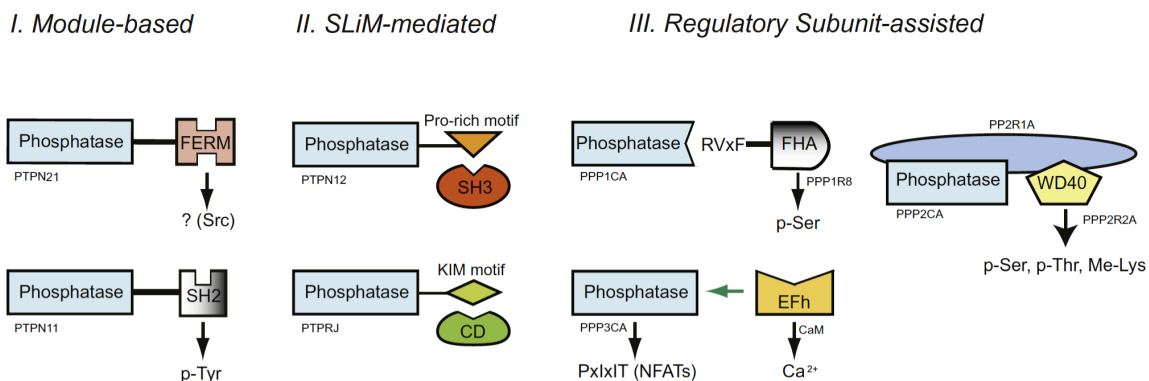 I. Module-based
II. SLiM-mediated
III. Regulatory Subunit-assisted
Phosphatase
FERM
PTPN21
? (Src)
Phosphatase
SH2
PTPN11
p-Tyr
Pro-rich motif
Phosphatase
SH3
PTPN12
KIM motif
Phosphatase
CD
PTPRJ
Phosphatase
RVxF
FHA
PPP1CA
PPP1R8
p-Ser
PP2R1A
Phosphatase
WD40
PPP2CA
PPP2R2A
p-Ser, p-Thr, Me-Lys
Phosphatase
EFh
PPP3CA
CaM
PxIxIT (NFATs)
Ca²⁺